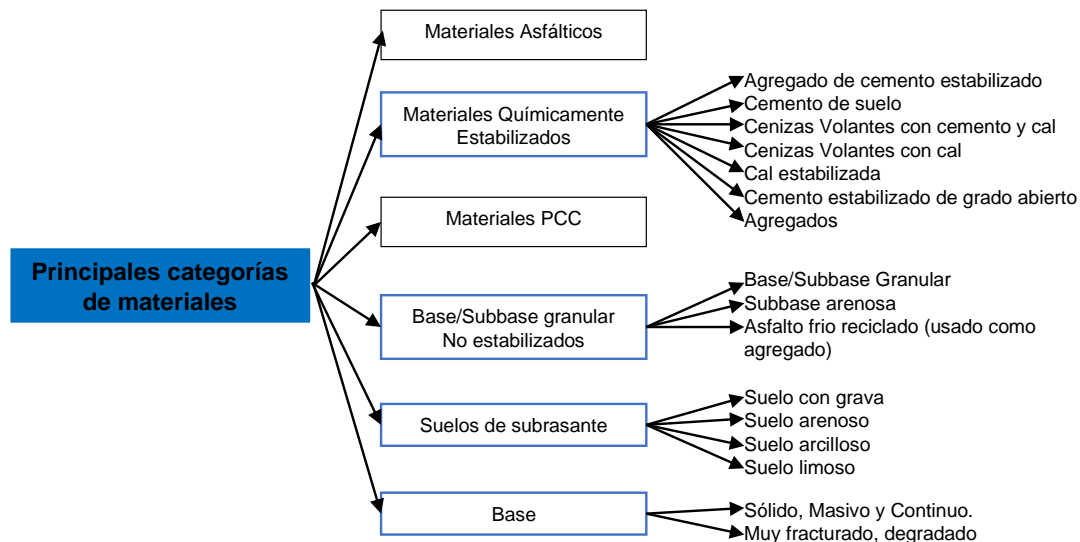 Materiales Asfálticos
Materiales Químicamente
Estabilizados
Agregado de cemento estabilizado
Cemento de suelo
Cenizas Volantes con cemento y cal
Cenizas Volantes con cal
Cal estabilizada
Cemento estabilizado de grado abierto
Agregados
Materiales PCC
Principales categorías
de materiales
Base/Subbase granular
No estabilizados
Base/Subbase Granular
Subbase arenosa
Asfalto frio reciclado (usado como
agregado)
Suelos de subrasante
Suelo con grava
Suelo arenoso
Suelo arcilloso
Suelo limoso
Base
Sólido, Masivo y Continuo.
Muy fracturado, degradado